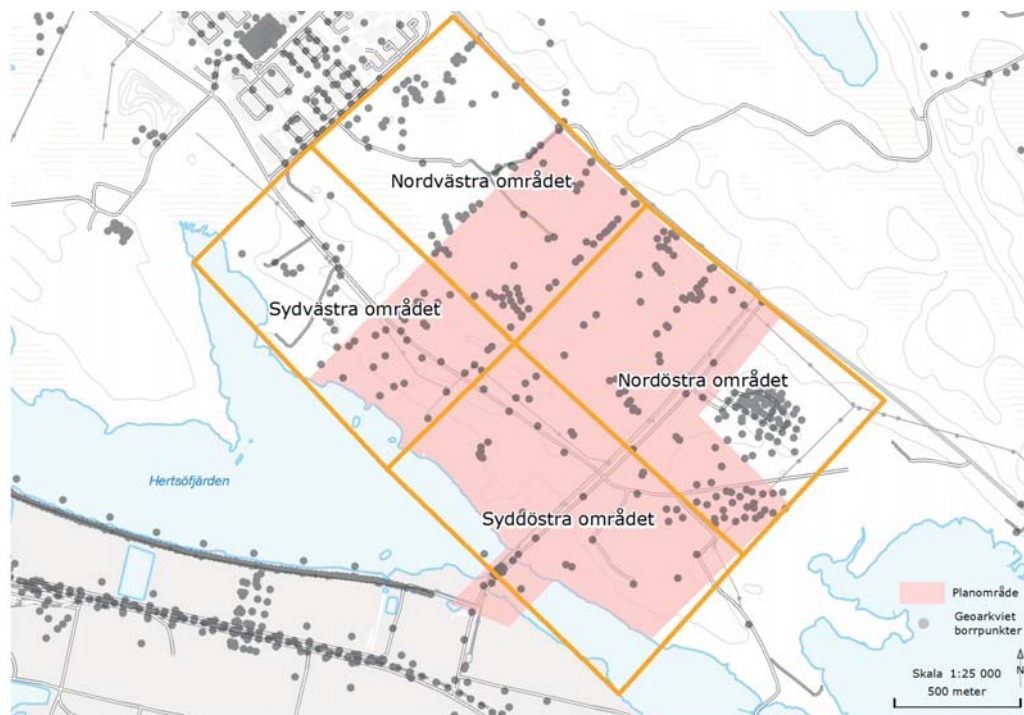 Nordvästra området
Sydvästra området
Nordöstra området
Hertsöfjärden
Syddöstra området
Planområde
Geoarkviet
borrpunkter
N
Skala 1:25 000
500 meter